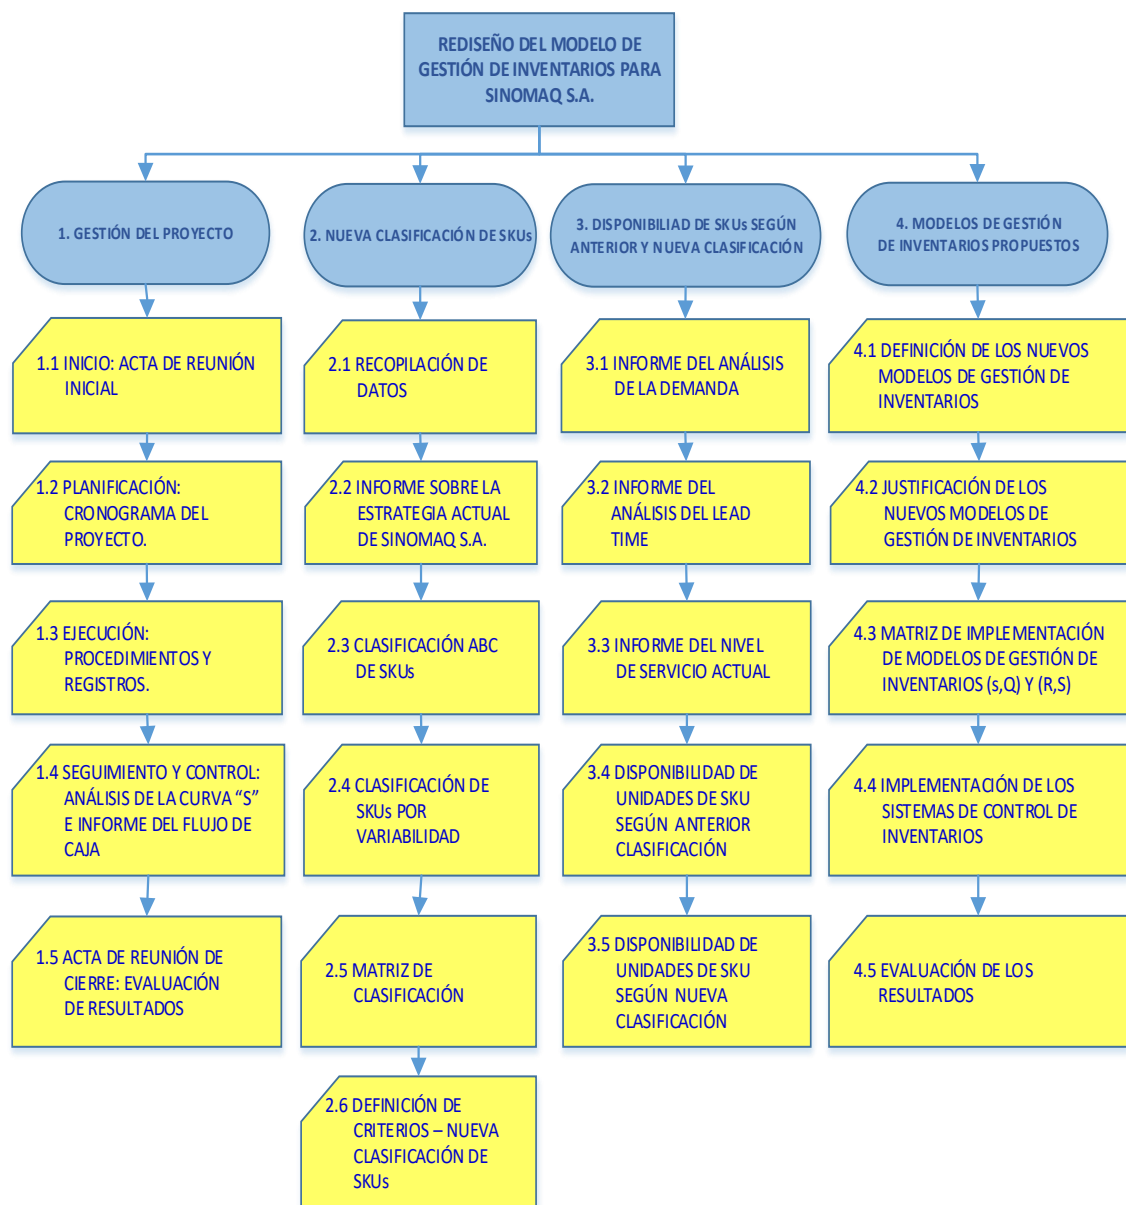 REDISEÑO DEL MODELO DE
GESTIÓN DE INVENTARIOS PARA
SINOMAQ S.A.
1. GESTIÓN DEL PROYECTO
2. NUEVA CLASIFICACIÓN DE SKUs
3. DISPONIBILIAD DE SKUs SEGÚN
ANTERIOR Y NUEVA CLASIFICACIÓN
4. MODELOS DE GESTIÓN
DE INVENTARIOS PROPUESTOS
1.1 INICIO: ACTA DE REUNIÓN
INICIAL
1.2 PLANIFICACIÓN:
CRONOGRAMA DEL
PROYECTO.
1.3 EJECUCIÓN:
PROCEDIMIENTOS Y
REGISTROS.
1.4 SEGUIMIENTO Y CONTROL:
ANÁLISIS DE LA CURVA “S”
E INFORME DEL FLUJO DE
CAJA
1.5 ACTA DE REUNIÓN DE
CIERRE: EVALUACIÓN
DE RESULTADOS
2.1 RECOPILACIÓN DE
DATOS
2.2 INFORME SOBRE LA
ESTRATEGIA ACTUAL
DE SINOMAQ S.A.
2.3 CLASIFICACIÓN ABC
DE SKUs
2.4 CLASIFICACIÓN DE
SKUs POR
VARIABILIDAD
2.5 MATRIZ DE
CLASIFICACIÓN
2.6 DEFINICIÓN DE
CRITERIOS – NUEVA
CLASIFICACIÓN DE
SKUs
3.1 INFORME DEL ANÁLISIS
DE LA DEMANDA
3.2 INFORME DEL
ANÁLISIS DEL LEAD
TIME
3.3 INFORME DEL NIVEL
DE SERVICIO ACTUAL
3.4 DISPONIBILIDAD DE
UNIDADES DE SKU
SEGÚN ANTERIOR
CLASIFICACIÓN
3.5 DISPONIBILIDAD DE
UNIDADES DE SKU
SEGÚN NUEVA
CLASIFICACIÓN
4.1 DEFINICIÓN DE LOS NUEVOS
MODELOS DE GESTIÓN DE
INVENTARIOS
4.2 JUSTIFICACIÓN DE LOS
NUEVOS MODELOS DE
GESTIÓN DE INVENTARIOS
4.3 MATRIZ DE IMPLEMENTACIÓN
DE MODELOS DE GESTIÓN DE
INVENTARIOS (s,Q) Y (R,S)
4.4 IMPLEMENTACIÓN DE LOS
SISTEMAS DE CONTROL DE
INVENTARIOS
4.5 EVALUACIÓN DE LOS
RESULTADOS